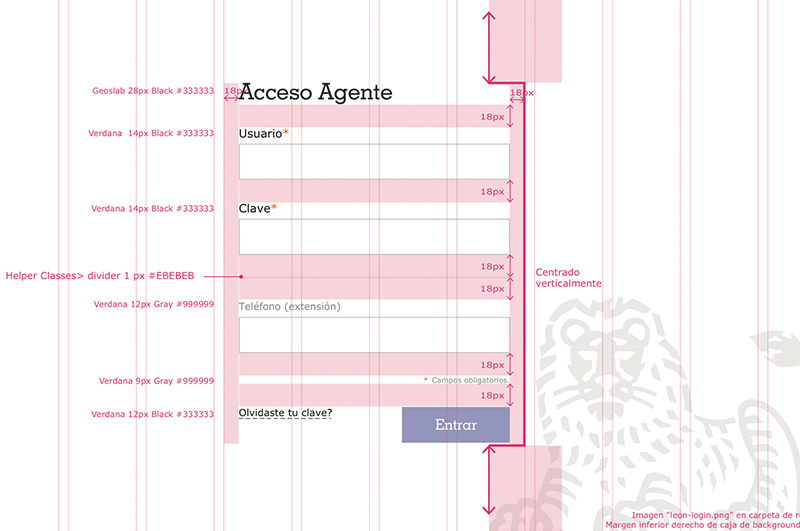 Geoslab 28px Black #333333
18px
Acceso Agente
18px
18px
Verdana 14px Black #333333
Usuario*
18px
Verdana 14px Black #333333
Clave*
18px
Helper Classes> divider 1 px #EBEBEB
Centrado
verticalmente
18px
Verdana 12px Gray #999999
Teléfono (extensión)
18px
Verdana 9px Gray #999999
* Campos obligatorios.
18px
Verdana 12px Black #333333
Olvidaste tu clave?
Entrar
Imagen "leon-login.png" en carpeta de
Margen inferior derecho de caja de background